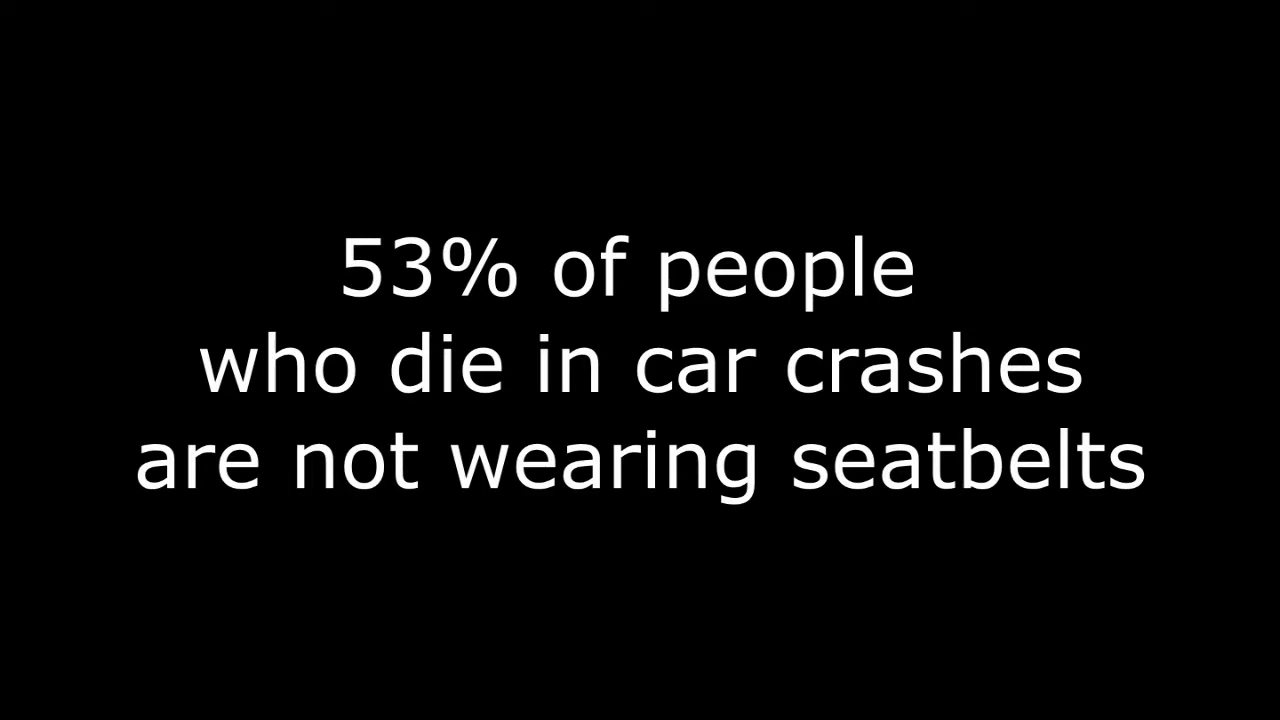 53% of people
who die in car crashes
are not wearing seatbelts